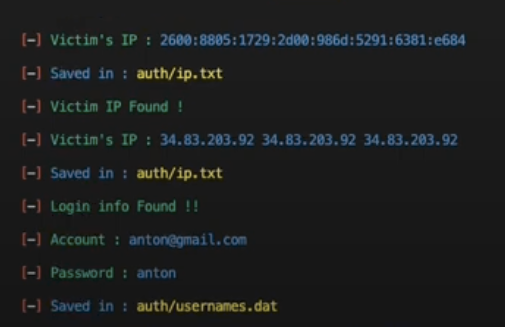 [-] Victim's IP : 2600:8805:1729:2d00:986d:5291:6381:e684
[-] Saved in : auth/ip.txt
[-] Victim IP Found !
[-] Victim's IP : 34.83.203.92 34.83.203.92 34.83.203.92
[-] Saved in : auth/ip.txt
[-] Login info Found !!
[-] Account : anton@gmail.com
[-] Password : anton
[-] Saved in : auth/usernames.dat